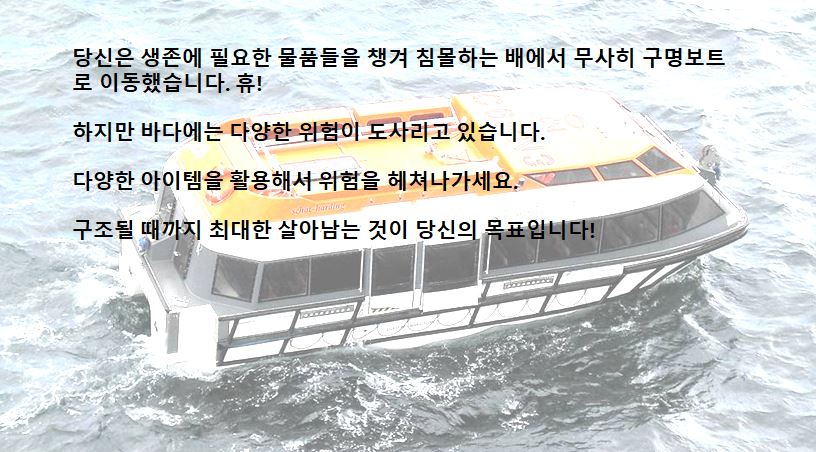 당신은 생존에 필요한 물품들을 챙겨 침몰하는 배에서 무사히 구명보트
로 이동했습니다. 휴!
하지만 바다에는 다양한 위험이 도사리고 있습니다.
다양한 아이템을 활용해서 위험을 헤쳐나가세요.
구조될 때까지 최대한 살아남는 것이 당신의 목표입니다!